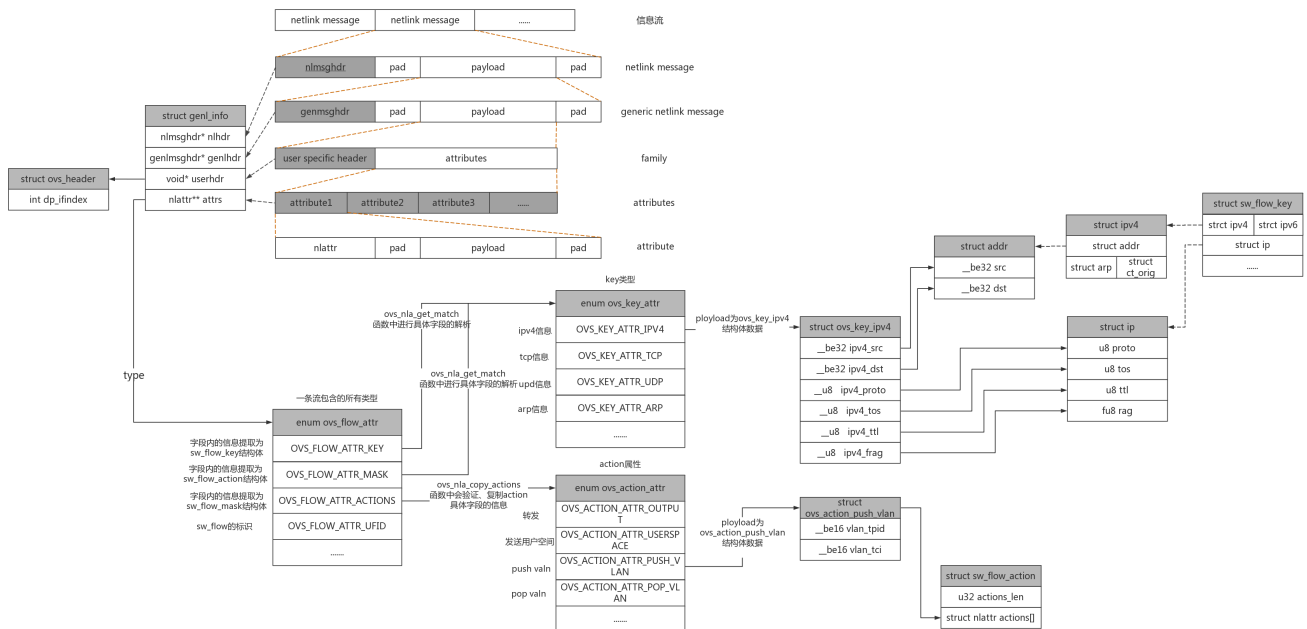 netlink message
netlink message
......
信息流
nlmsghdr
pad
payload
pad
netlink message
genmsghdr
pad
payload
pad
generic netlink message
user specific header
attributes
family
attribute1
attribute2
attribute3
......
attributes
nlattr
pad
payload
pad
attribute
struct genl_info
nlmsghdr* nlhdr
genlmsghdr* genlhdr
void* userhdr
nlattr** attrs
struct ovs_header
int dp_ifindex
type
一条流包含的所有类型
enum ovs_flow_attr
OVS_FLOW_ATTR_KEY
OVS_FLOW_ATTR_MASK
OVS_FLOW_ATTR_ACTIONS
OVS_FLOW_ATTR_UFID
.......
字段内的信息提取为
sw_flow_key结构体
字段内的信息提取为
sw_flow_action结构体
字段内的信息提取为
sw_flow_mask结构体
sw_flow的标识
ovs_nla_get_match
函数中进行具体字段的解析
ovs_nla_get_match
函数中进行具体字段的解析
ovs_nla_copy_actions
函数中会验证、复制action
具体字段的信息
key类型
enum ovs_key_attr
OVS_KEY_ATTR_IPV4
OVS_KEY_ATTR_TCP
OVS_KEY_ATTR_UDP
OVS_KEY_ATTR_ARP
.......
ipv4信息
tcp信息
upd信息
arp信息
action属性
enum ovs_action_attr
OVS_ACTION_ATTR_OUTPU
T
OVS_ACTION_ATTR_USERSP
ACE
OVS_ACTION_ATTR_PUSH_V
LAN
OVS_ACTION_ATTR_POP_VL
AN
.......
转发
发送用户空间
push valn
pop valn
ployload为ovs_key_ipv4
结构体数据
struct ovs_key_ipv4
__be32 ipv4_src
__be32 ipv4_dst
__u8 ipv4_proto
__u8 ipv4_tos
__u8 ipv4_ttl
__u8 ipv4_frag
ployload为
ovs_action_push_vlan
结构体数据
struct
ovs_action_push_vlan
__be16 vlan_tpid
__be16 vlan_tci
struct sw_flow_action
u32 actions_len
struct nlattr actions[]
struct addr
__be32 src
__be32 dst
struct ipv4
struct addr
struct arp
struct
ct_orig
struct sw_flow_key
strct ipv4
strct ipv6
struct ip
......
struct ip
u8 proto
u8 tos
u8 ttl
fu8 rag